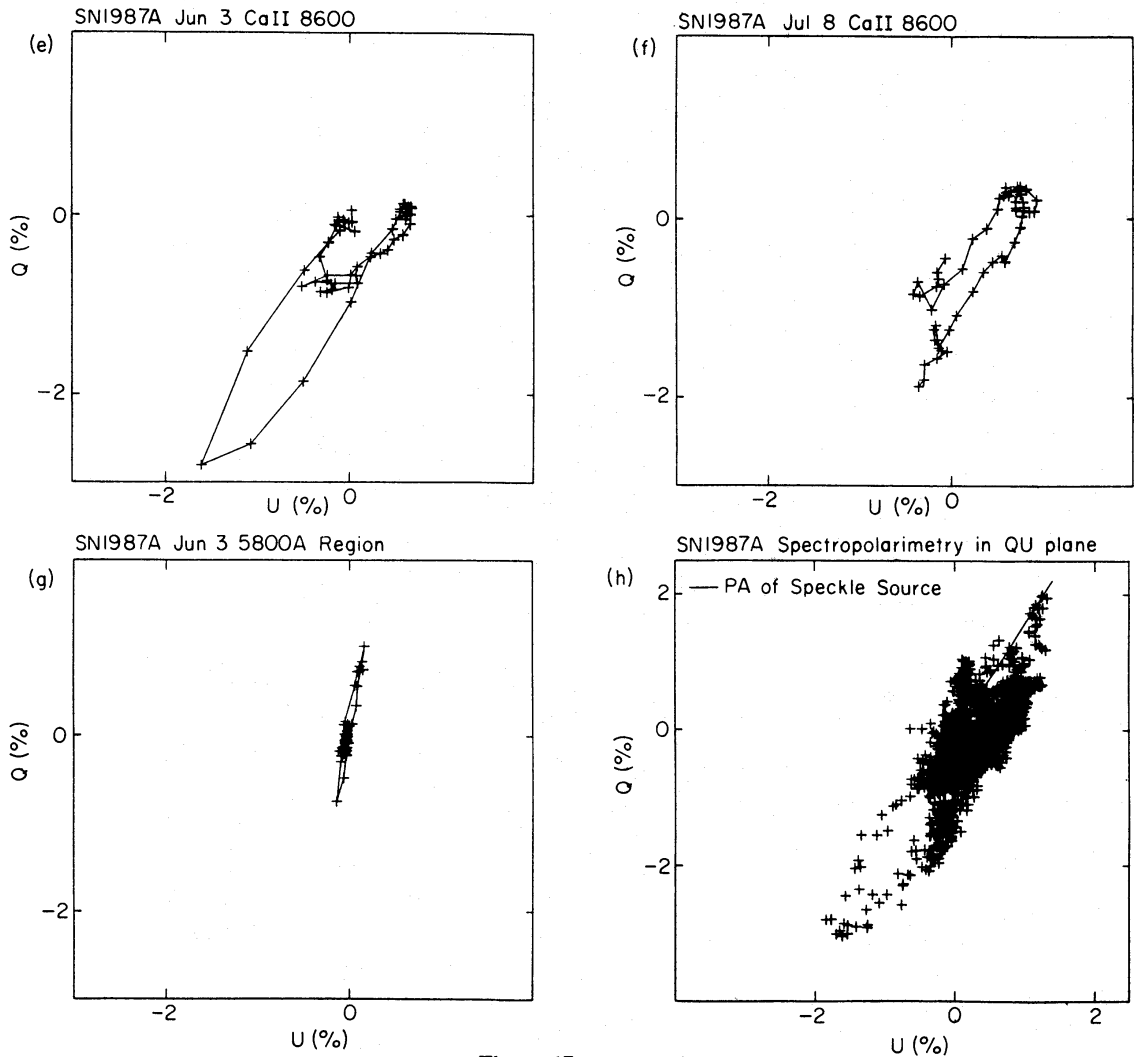 SN1987A Jun 3 CaII 8600
(e)
0
-2
Q (%)
-2
0
U (%)
SN1987A Jul 8 CaII 8600
(f)
0
-2
Q (%)
-2
0
U (%)
SN1987A Jun 3 5800A Region
(g)
0
-2
Q (%)
-2
0
U (%)
SN1987A Spectropolarimetry in QU plane
(h)
— PA of Speckle Source
2
0
-2
Q (%)
-2
0
2
U (%)